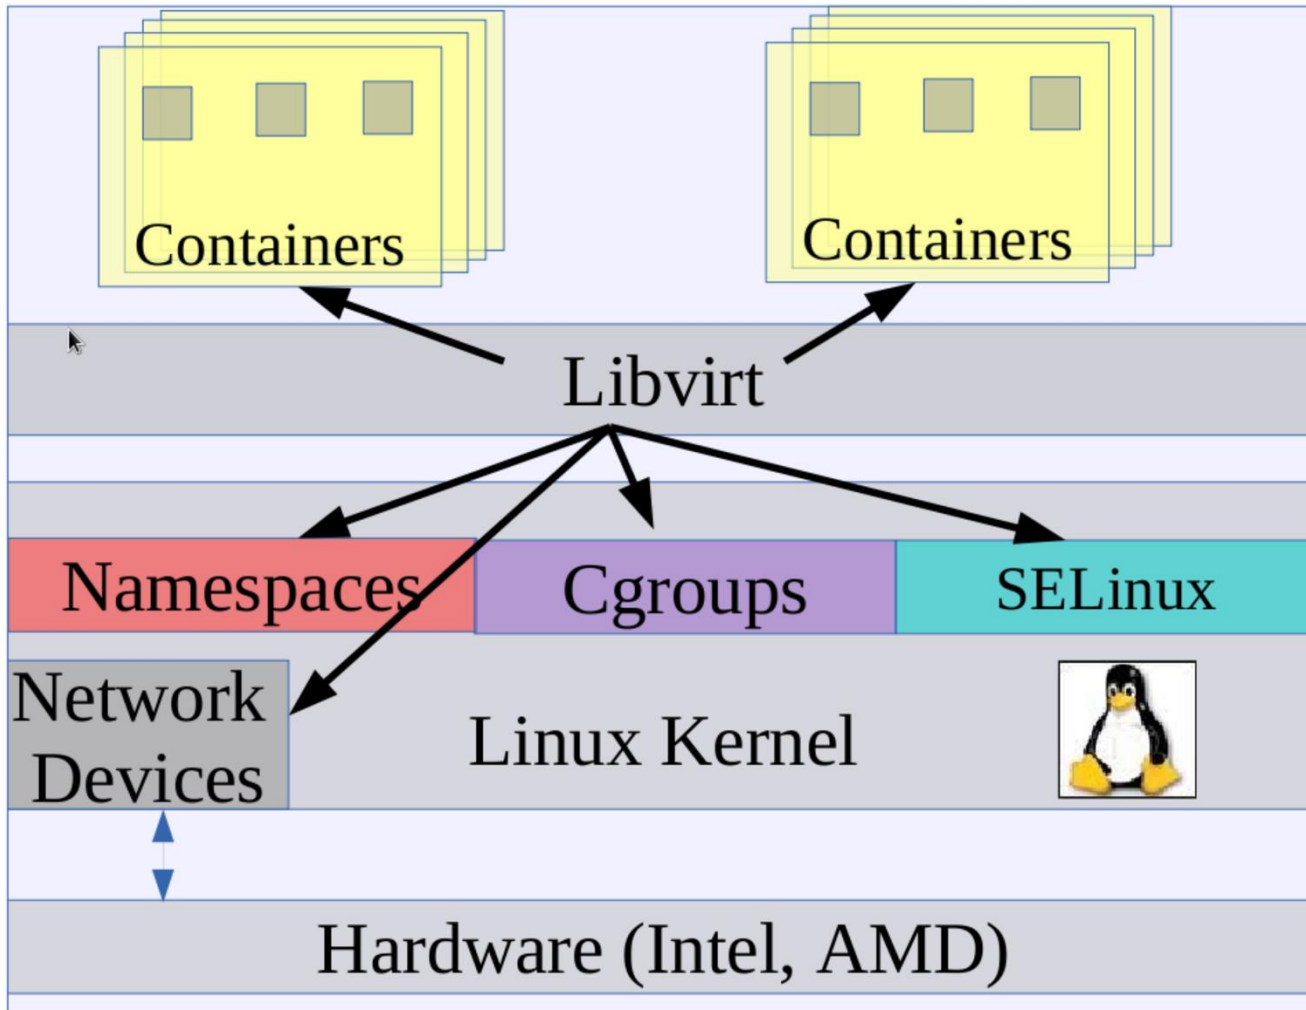 Containers
Containers
Libvirt
Namespaces
Cgroups
SELinux
Network
Devices
Linux Kernel
Hardware (Intel, AMD)